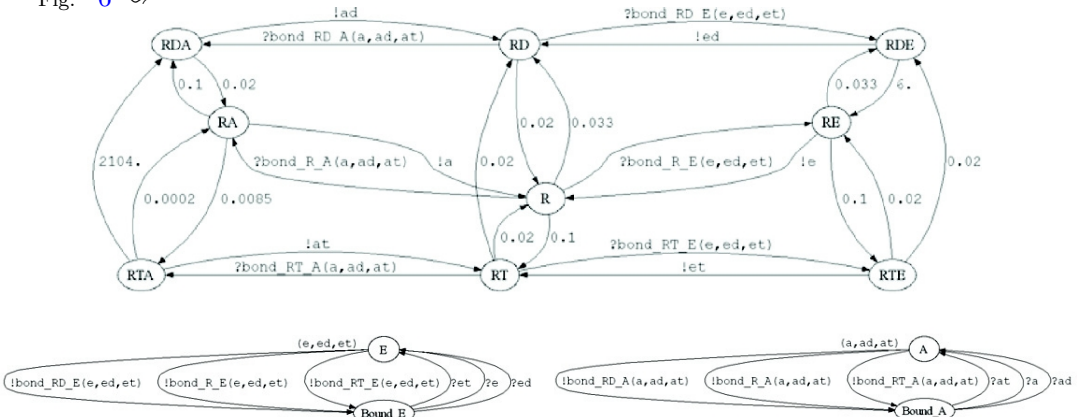 Fig. 6
!ad
?bond_RD_E(e,ed,et)
RDA
?bond_RD_A(a,ad,at)
RD
!ed
RDE
0.1
0.02
0.033
6.
RA
0.02
0.033
RE
2104.
?bond_R_A(a,ad,at)
!a
0.02
?bond_R_E(e,ed,et)
!e
0.02
0.0002
0.0085
R
0.1
0.02
0.02
0.1
!at
?bond_RT_E(e,ed,et)
RTA
?bond_RT_A(a,ad,at)
RT
!et
RTE
(e,ed,et)
E
(a,ad,at)
A
!bond_RD_E(e,ed,et)
!bond_R_E(e,ed,et)
!bond_RT_E(e,ed,et)
?et
?e
?ed
!bond_RD_A(a,ad,at)
!bond_R_A(a,ad,at)
!bond_RT_A(a,ad,at)
?at
?a
?ad
Bound_E
Bound_A